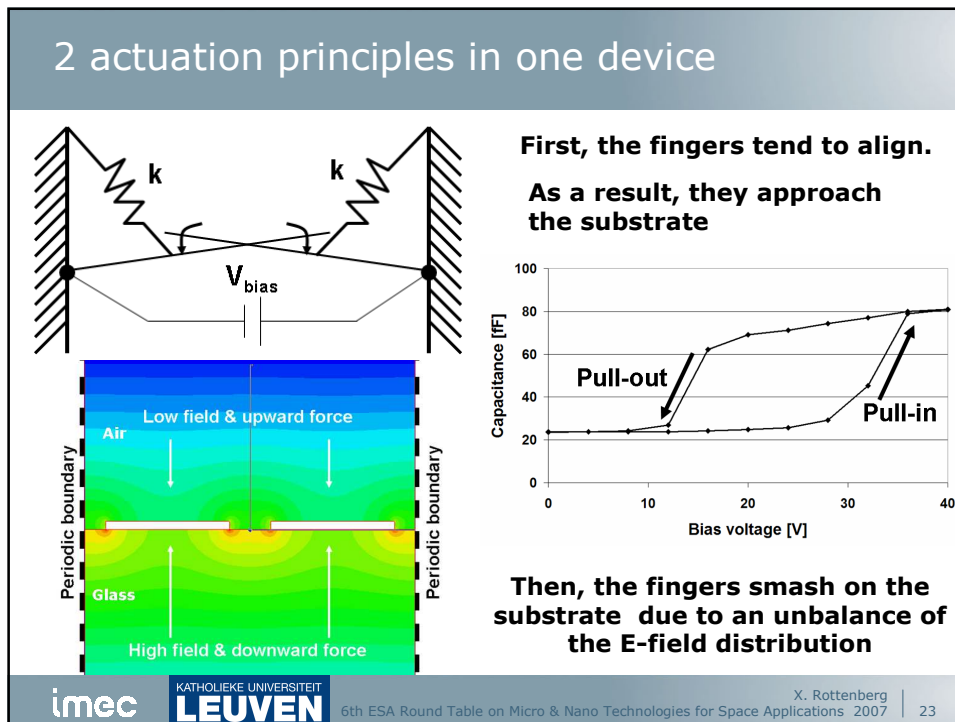 2 actuation principles in one device
k
k
V bias
First, the fingers tend to align.
As a result, they approach
the substrate
Capacitance [fF]
100
80
60
40
20
0
Pull-out
Pull-in
0
10
20
30
40
Bias voltage [V]
Periodic boundary
Low field & upward force
Air
Glass
High field & downward force
Periodic boundary
Then, the fingers smash on the
substrate due to an unbalance of
the E-field distribution
imec
KATHOLIEKE UNIVERSITEIT
LEUVEN
X. Rottenberg
6th ESA Round Table on Micro & Nano Technologies for Space Applications 2007
23